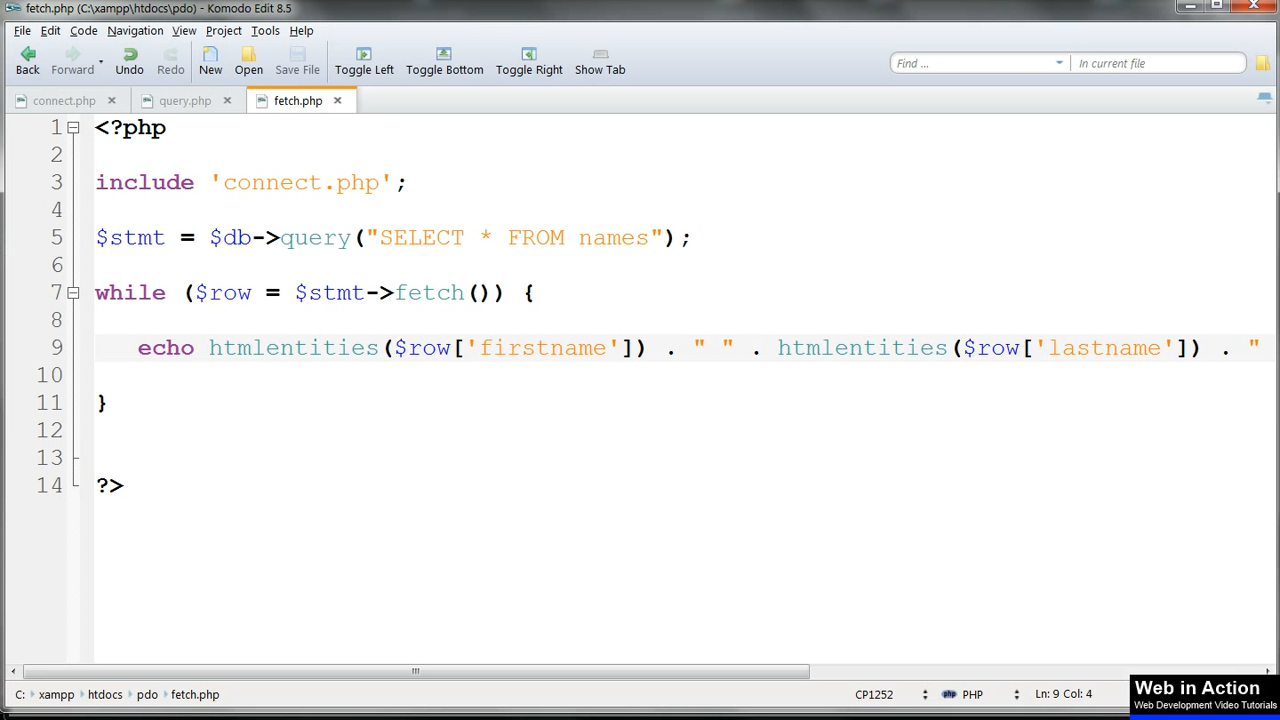 fetch.php (C:\xampp\htdocs\pdo) - Komodo Edit 8.5
File Edit Code Navigation View Project Tools Help
Back Forward Undo Redo New Open Save File Toggle Left Toggle Bottom Toggle Right Show Tab Find ... In current file
connect.php query.php fetch.php
1 <?php
2
3 include 'connect.php';
4
5 $stmt = $db->query("SELECT * FROM names");
6
7 while ($row = $stmt->fetch()) {
8
9 echo htmlentities($row['firstname']) . " " . htmlentities($row['lastname']) . "
10
11 }
12
13
14 ?>
C: xampp htdocs pdo fetch.php CP1252 PHP Ln: 9 Col: 4
Web in Action
Web Development Video Tutorials